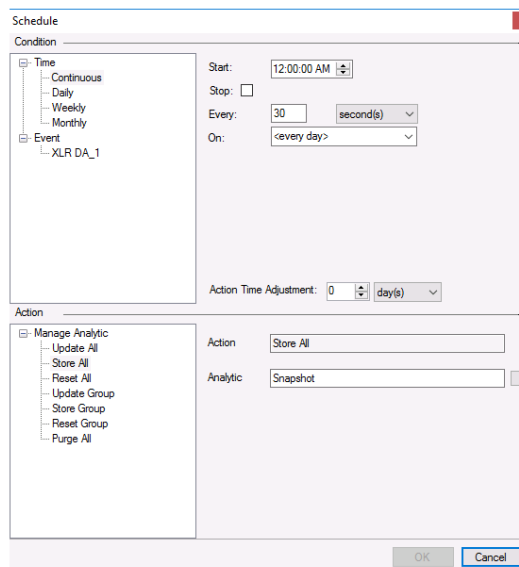 Schedule
Condition
Time
Continuous
Daily
Weekly
Monthly
Event
XLR DA_1
Start: 12:00:00 AM
Stop:
Every: 30 second(s)
On: <every day>
Action Time Adjustment: 0 day(s)
Action
Manage Analytic
Update All
Store All
Reset All
Update Group
Store Group
Reset Group
Purge All
Action Store All
Analytic Snapshot
OK Cancel